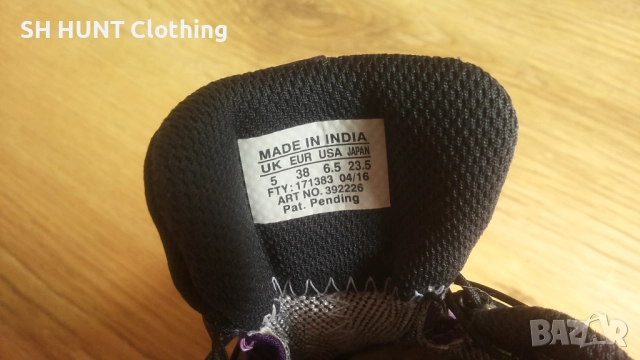 SH HUNT Clothing
MADE IN INDIA
UK EUR USA JAPAN
5 38 6.5 23.5
FTY: 171383 04/16
ART NO. 392226
Pat. Pending
BAZAR